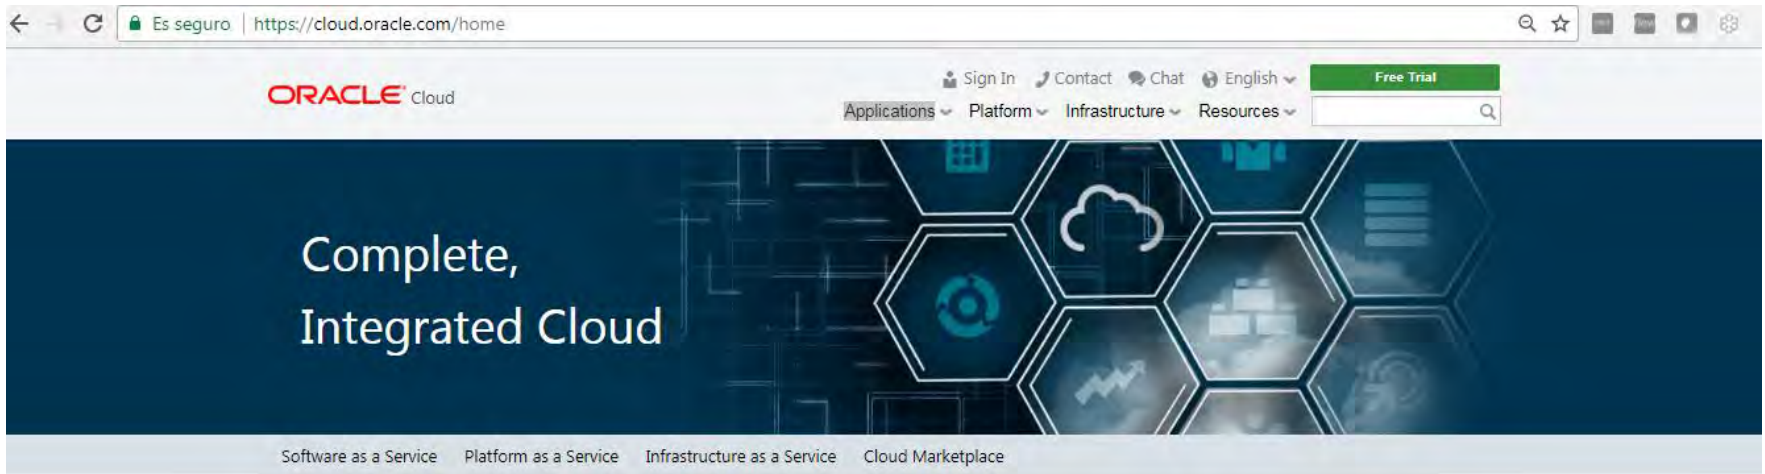 Es seguro | https://cloud.oracle.com/home
Sign In Contact Chat English Free Trial
ORACLE Cloud
Applications Platform Infrastructure Resources
Complete,
Integrated Cloud
Software as a Service Platform as a Service Infrastructure as a Service Cloud Marketplace